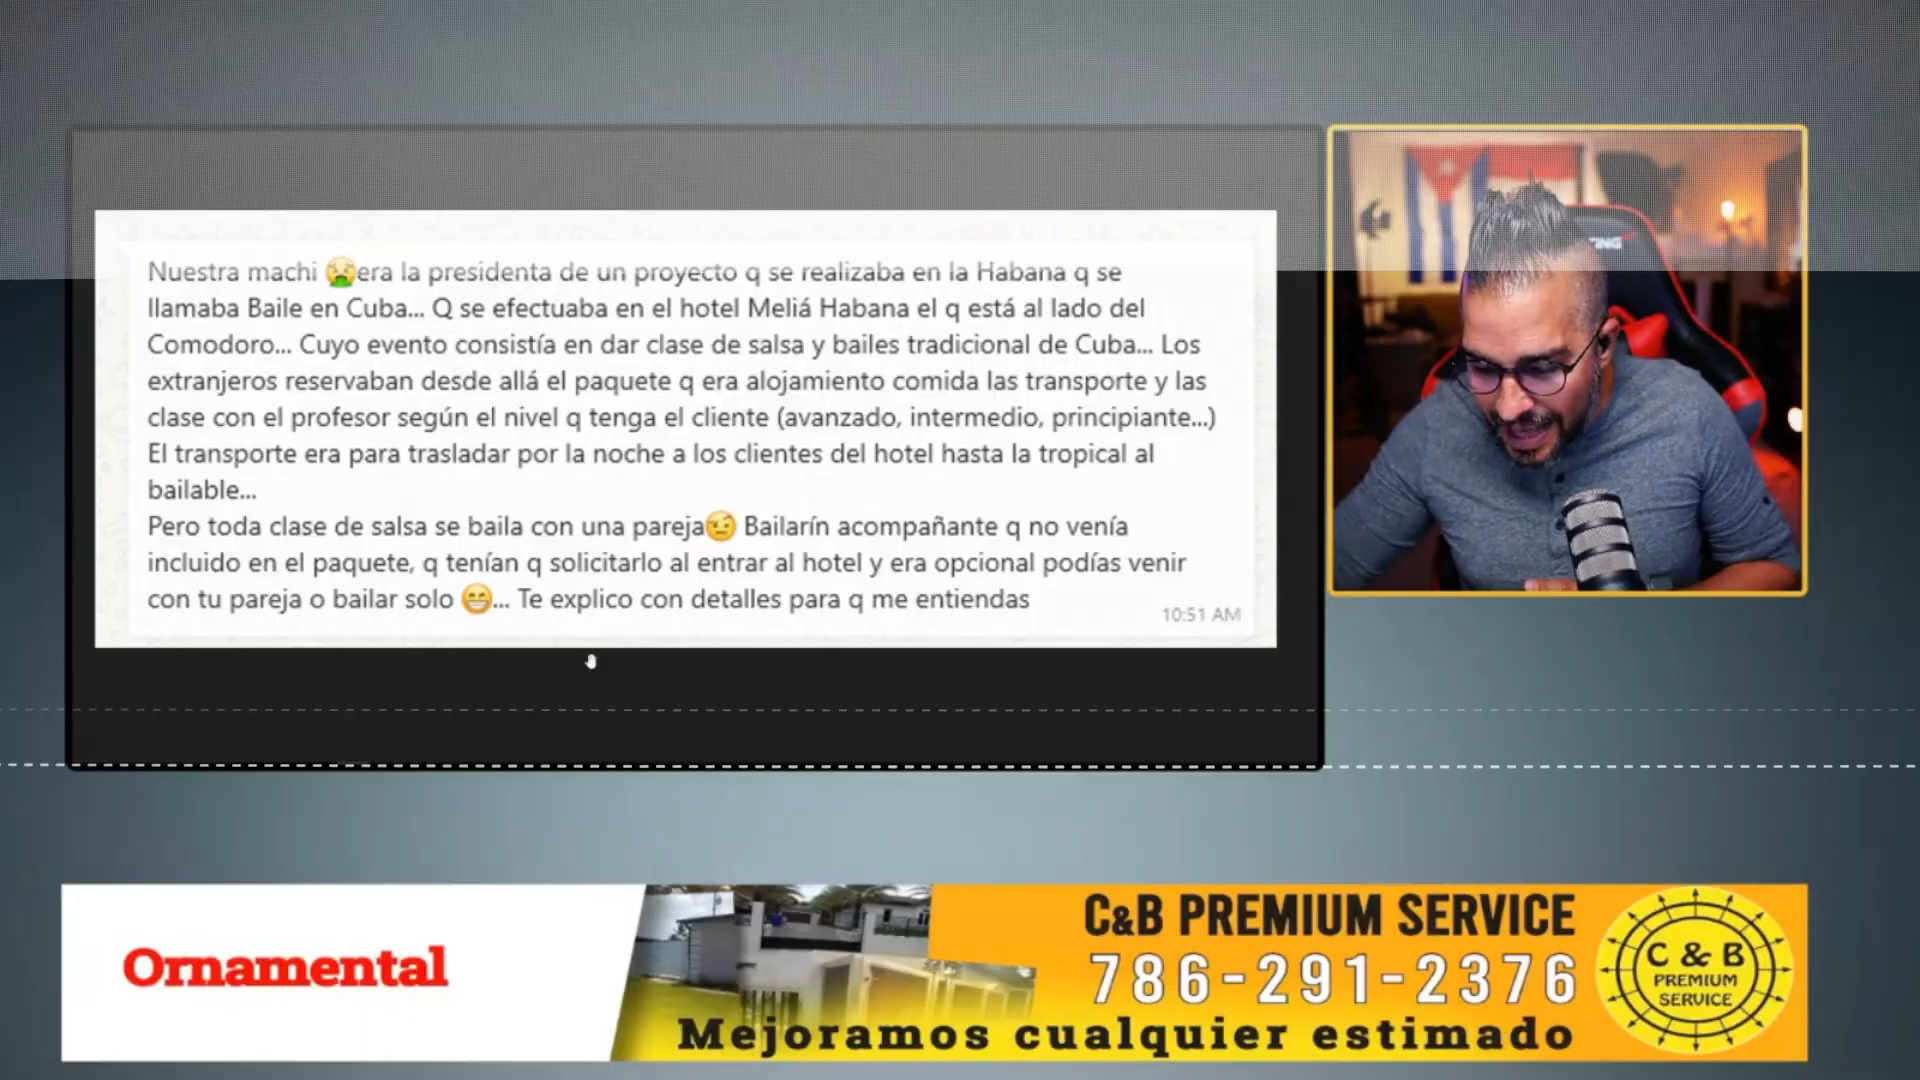 Nuestra machi 🤮era la presidenta de un proyecto q se realizaba en la Habana q se
llamaba Baile en Cuba... Q se efectuaba en el hotel Meliá Habana el q está al lado del
Comodoro... Cuyo evento consistía en dar clase de salsa y bailes tradicional de Cuba... Los
extranjeros reservaban desde allá el paquete q era alojamiento comida las transporte y las
clase con el profesor según el nivel q tenga el cliente (avanzado, intermedio, principiante...)
El transporte era para trasladar por la noche a los clientes del hotel hasta la tropical al
bailable...
Pero toda clase de salsa se baila con una pareja🤨 Bailarín acompañante q no venía
incluido en el paquete, q tenían q solicitarlo al entrar al hotel y era opcional podías venir
con tu pareja o bailar solo 😁... Te explico con detalles para q me entiendas
10:51 AM
Ornamental
C&B PREMIUM SERVICE
786-291-2376
Mejoramos cualquier estimado
C & B
PREMIUM
SERVICE